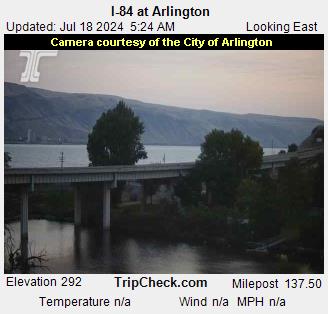 I-84 at Arlington
Updated: Jul 18 2024 5:24 AM Looking East
Camera courtesy of the City of Arlington
Elevation 292 TripCheck.com Milepost 137.50
Temperature n/a Wind n/a MPH n/a